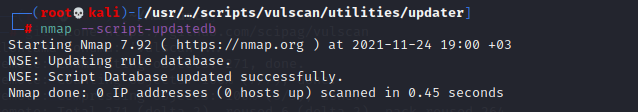 (root💀kali)-[/usr/…/scripts/vulscan/utilities/updater]
# nmap --script-updatedb
Starting Nmap 7.92 ( https://nmap.org ) at 2021-11-24 19:00 +03
NSE: Updating rule database.
NSE: Script Database updated successfully.
Nmap done: 0 IP addresses (0 hosts up) scanned in 0.45 seconds